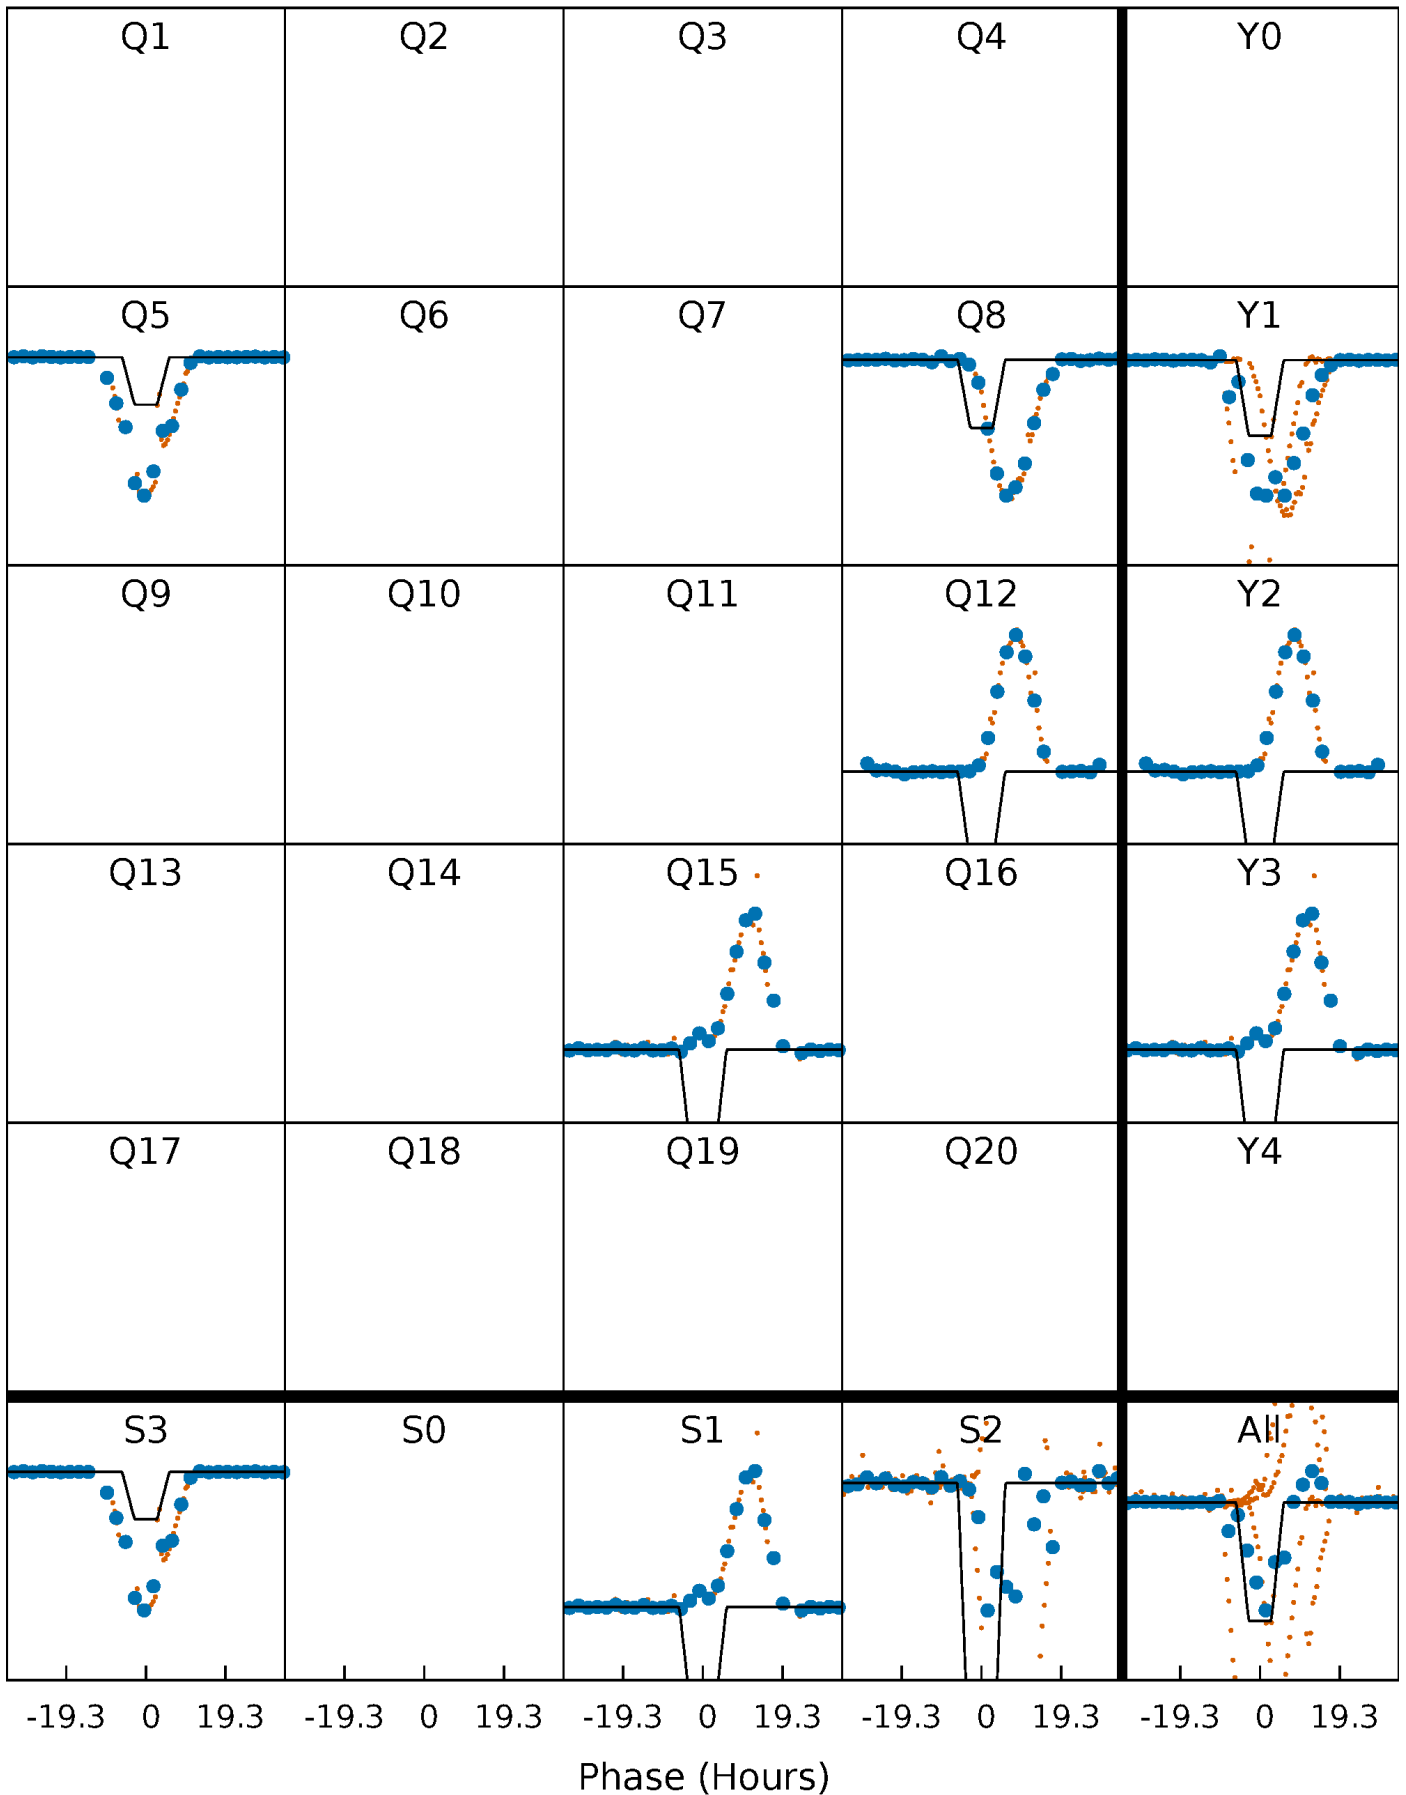 Q1 Q2 Q3 Q4 Y0
Q5 Q6 Q7 Q8 Y1
Q9 Q10 Q11 Q12 Y2
Q13 Q14 Q15 Q16 Y3
Q17 Q18 Q19 Q20 Y4
S3 S0 S1 S2 All
-19.3 0 19.3 -19.3 0 19.3 -19.3 0 19.3 -19.3 0 19.3 -19.3 0 19.3
Phase (Hours)